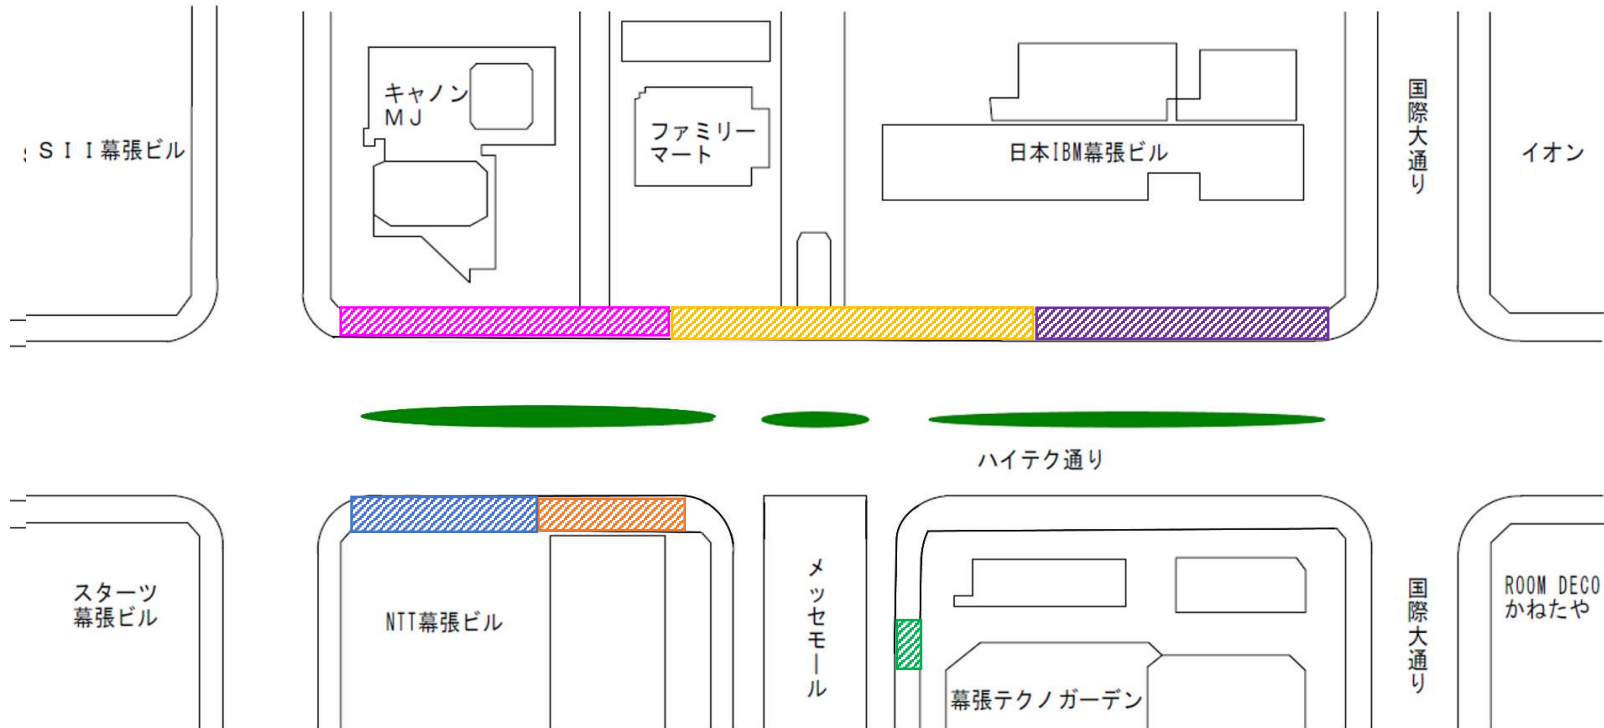 キャノン
ＭＪ
ファミリー
マート
ＳＩＩ幕張ビル
日本IBM幕張ビル
国際大通り
イオン
ハイテク通り
スターツ
幕張ビル
NTT幕張ビル
メッセモール
幕張テクノガーデン
国際大通り
ROOM DECO
かねたや